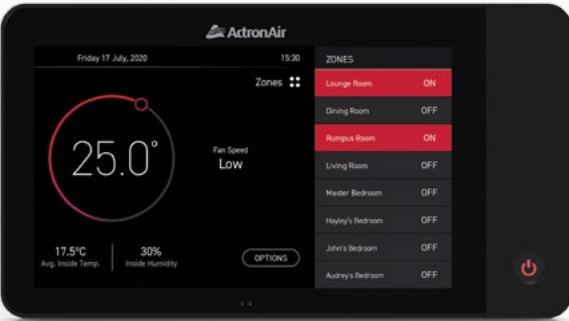 ActronAir
Friday 17 July, 2020
15:30
Zones
25.0°
Fan Speed
Low
17.5°C
Avg. Inside Temp.
30%
Inside Humidity
OPTIONS
ZONES
Lounge Room ON
Dining Room OFF
Rumpus Room ON
Living Room OFF
Master Bedroom OFF
Hayley's Bedroom OFF
John's Bedroom OFF
Audrey's Bedroom OFF